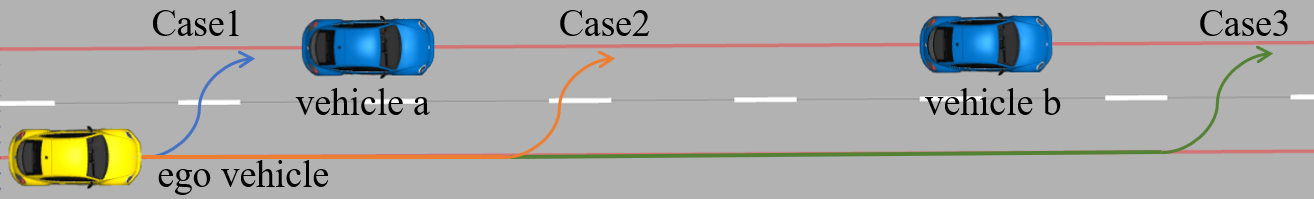 Case1
Case2
Case3
vehicle a
vehicle b
ego vehicle